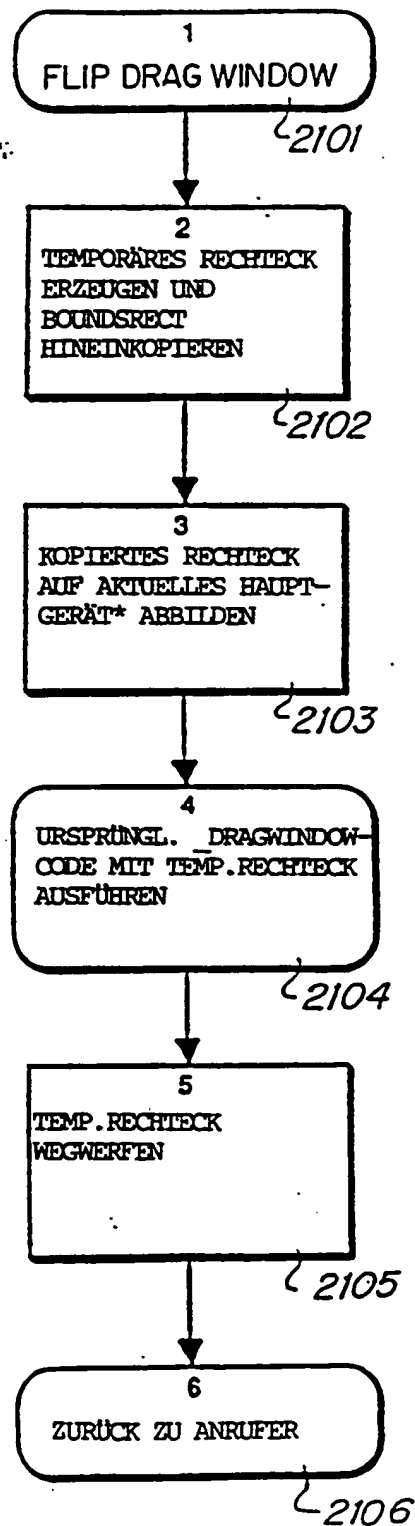 1
FLIP DRAG WINDOW
2101
2
TEMPORÄRES RECHTECK
ERZEUGEN UND
BOUNDSRECT
HINEINKOPIEREN
2102
3
KOPIERTES RECHTECK
AUF AKTUELLES HAUPT-
GERÄT* ABBILDEN
2103
4
URSPRÜNGL. _DRAGWINDOW-
CODE MIT TEMP.RECHTECK
AUSFÜHREN
2104
5
TEMP.RECHTECK
WEGWERFEN
2105
6
ZURÜCK ZU ANRUFER
2106